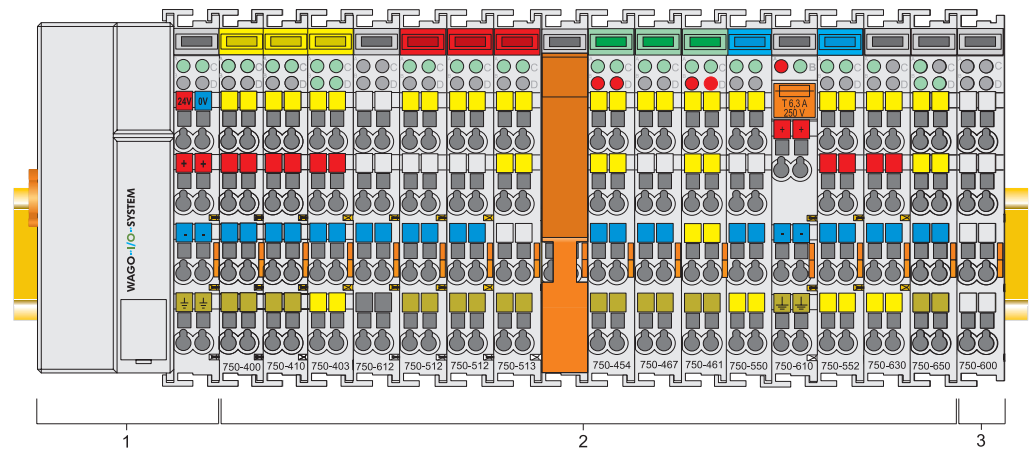 C C C C C C C C C C B C C C
D D D D D D D D D D D D D
24V 0V
T 6,3 A
250 V
+ +
+ +
- -
- -
WAGO-I/O-SYSTEM
750-400 750-410 750-403 750-612 750-512 750-512 750-513 750-454 750-467 750-461 750-550 750-610 750-552 750-630 750-650 750-600
1 2 3